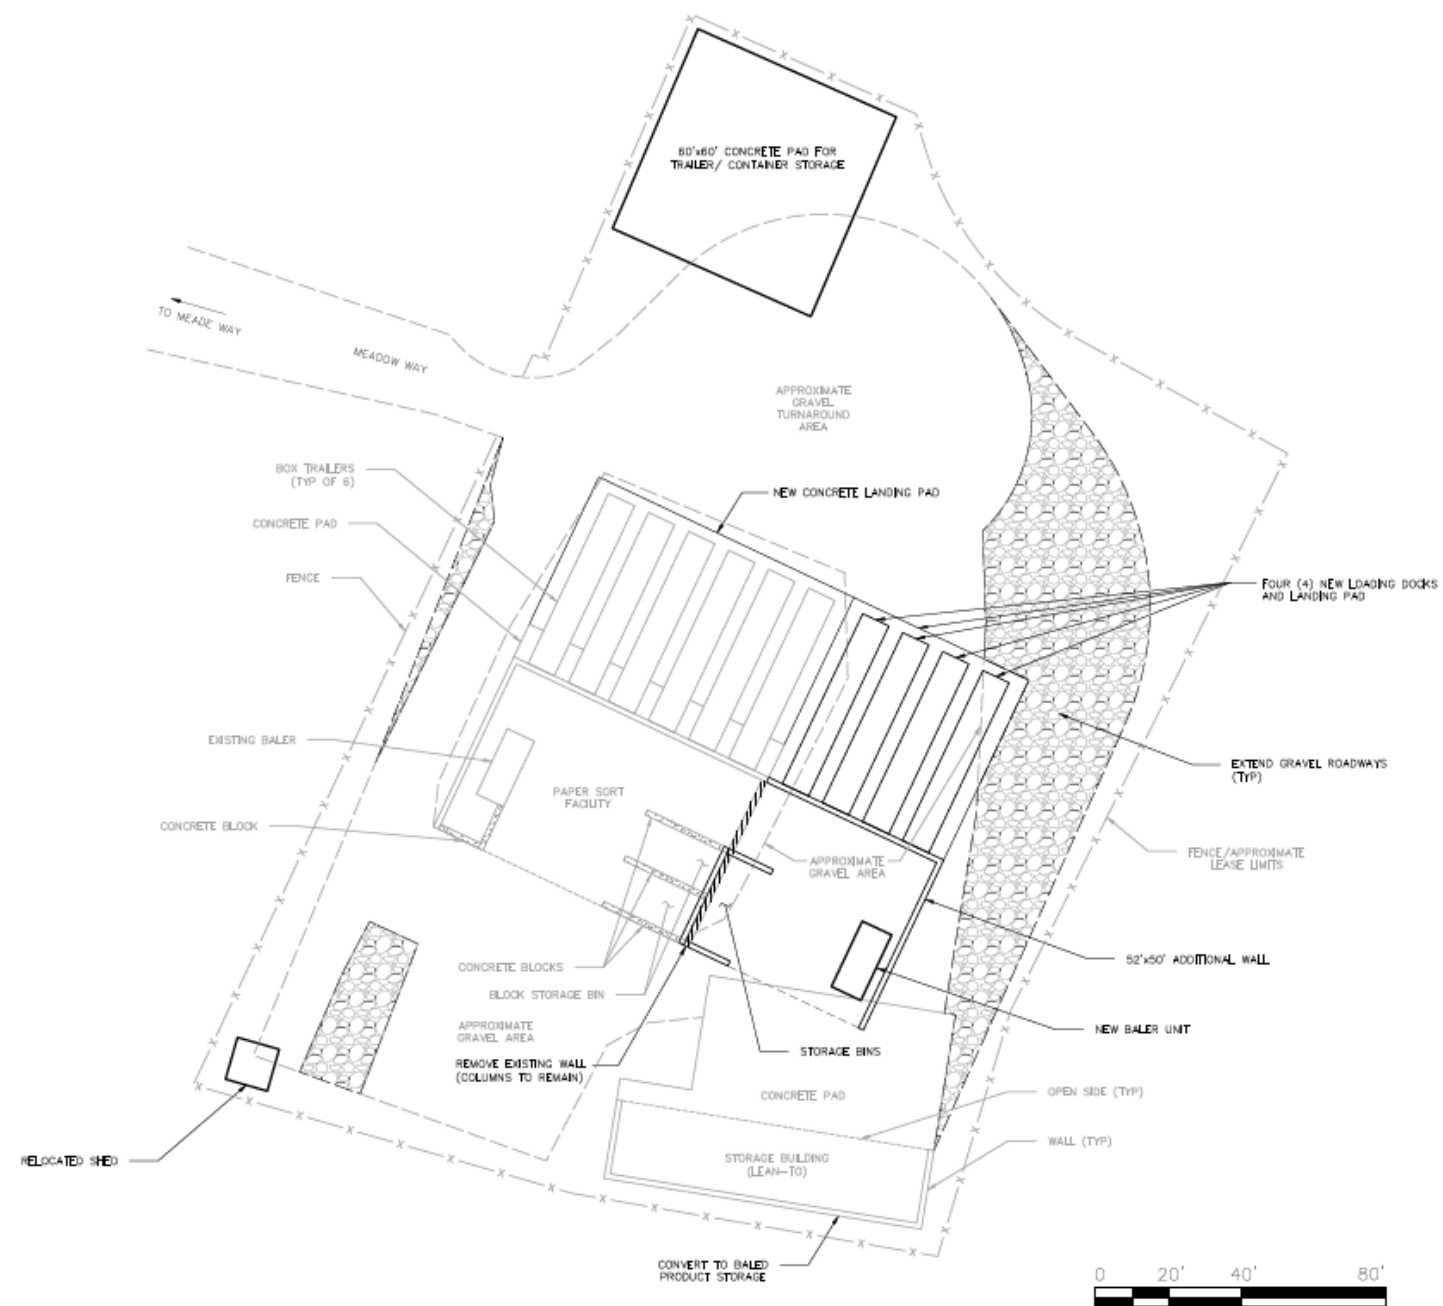 60'x60' CONCRETE PAD FOR
TRAILER/ CONTAINER STORAGE
TO MEADE WAY
MEADOW WAY
APPROXIMATE
GRAVEL
TURNAROUND
AREA
BOX TRAILERS
(TYP OF 6)
NEW CONCRETE LANDING PAD
CONCRETE PAD
FENCE
FOUR (4) NEW LOADING DOCKS
AND LANDING PAD
EXISTING BALER
EXTEND GRAVEL ROADWAYS
(TYP)
PAPER SORT
FACILITY
CONCRETE BLOCK
APPROXIMATE
GRAVEL AREA
FENCE/APPROXIMATE
LEASE LIMITS
CONCRETE BLOCKS
52'x50' ADDITIONAL WALL
BLOCK STORAGE BIN
APPROXIMATE
GRAVEL AREA
NEW BALER UNIT
STORAGE BINS
REMOVE EXISTING WALL
(COLUMNS TO REMAIN)
CONCRETE PAD
OPEN SIDE (TYP)
WALL (TYP)
RELOCATED SHED
STORAGE BUILDING
(LEAN-TO)
CONVERT TO BALED
PRODUCT STORAGE
0 20' 40' 80'